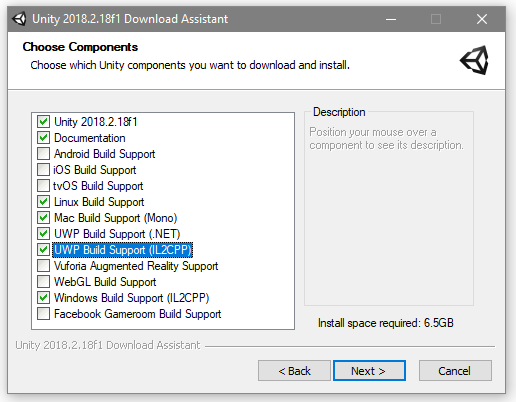 Unity 2018.2.18f1 Download Assistant
Choose Components
Choose which Unity components you want to download and install.
Unity 2018.2.18f1
Documentation
Android Build Support
iOS Build Support
tvOS Build Support
Linux Build Support
Mac Build Support (Mono)
UWP Build Support (.NET)
UWP Build Support (IL2CPP)
Vuforia Augmented Reality Support
WebGL Build Support
Windows Build Support (IL2CPP)
Facebook Gameroom Build Support
Description
Position your mouse over a
component to see its description.
Install space required: 6.5GB
Unity 2018.2.18f1 Download Assistant
< Back
Next >
Cancel